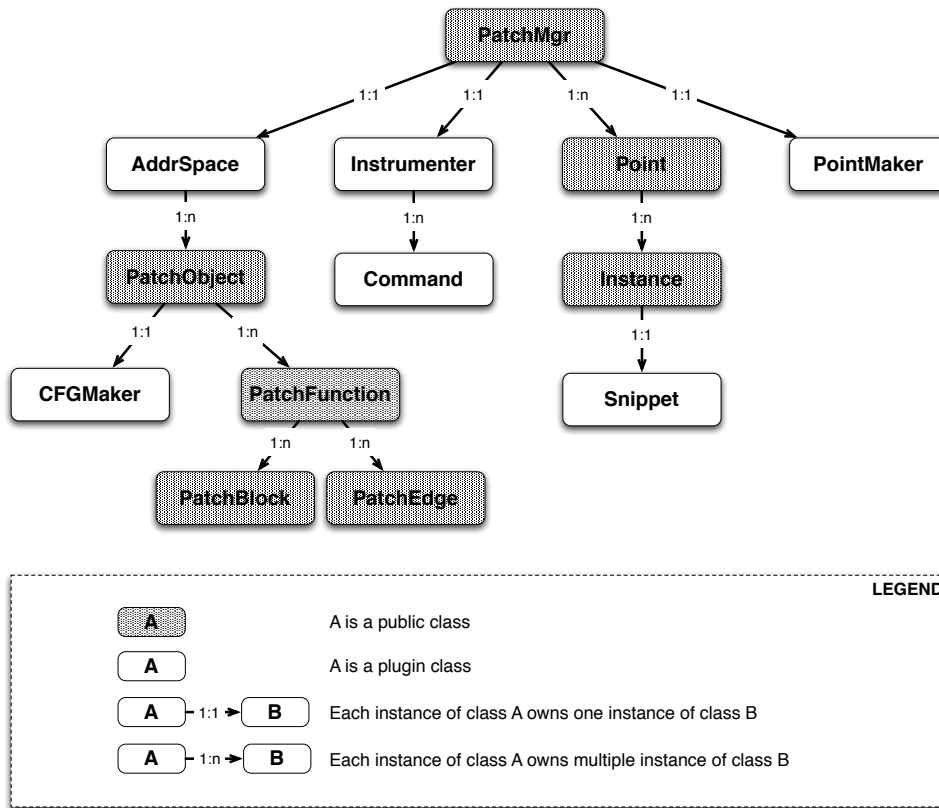 PatchMgr
1:1
1:1
1:n
1:1
AddrSpace
Instrumenter
Point
PointMaker
1:n
1:n
1:n
PatchObject
Command
Instance
1:1
1:n
1:1
CFGMaker
PatchFunction
Snippet
1:n
1:n
PatchBlock
PatchEdge
LEGEND
A
A is a public class
A
A is a plugin class
A 1:1 B
Each instance of class A owns one instance of class B
A 1:n B
Each instance of class A owns multiple instance of class B